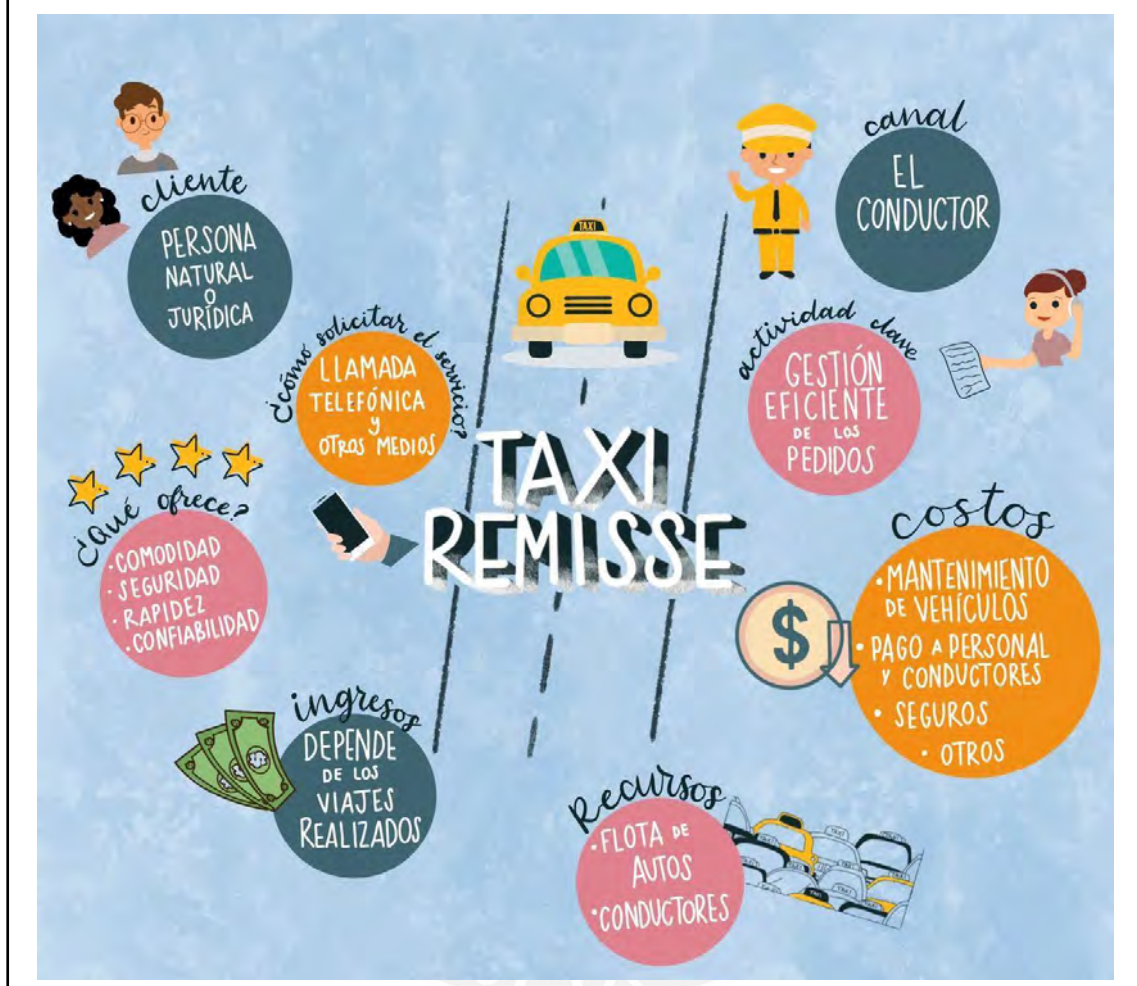 cliente
PERSONA
NATURAL
O
JURÍDICA
¿cómo solicitar el servicio?
LLAMADA
TELEFÓNICA
y
OTROS MEDIOS
¿Qué ofrece?
• COMODIDAD
• SEGURIDAD
• RAPIDEZ
• CONFIABILIDAD
ingresos
DEPENDE
DE LOS
VIAJES
REALIZADOS
TAXI
TAXI
REMISSE
canal
EL
CONDUCTOR
actividad clave
GESTIÓN
EFICIENTE
DE LOS
PEDIDOS
costos
• MANTENIMIENTO
DE VEHÍCULOS
• PAGO A PERSONAL
Y CONDUCTORES
• SEGUROS
• OTROS
$
recursos
• FLOTA DE
AUTOS
• CONDUCTORES